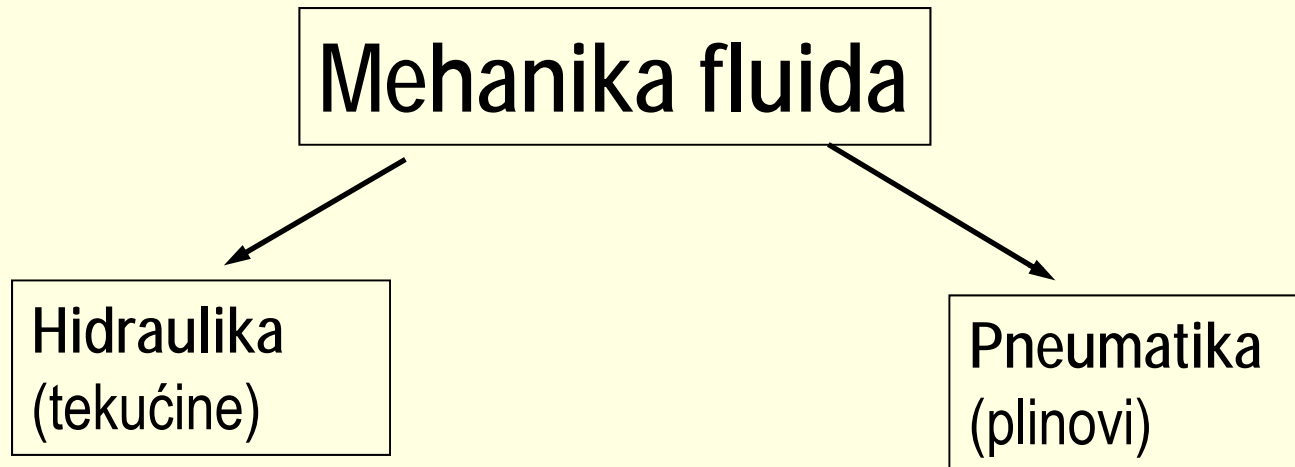 Mehanika fluida
Hidraulika
(tekućine)
Pneumatika
(plinovi)